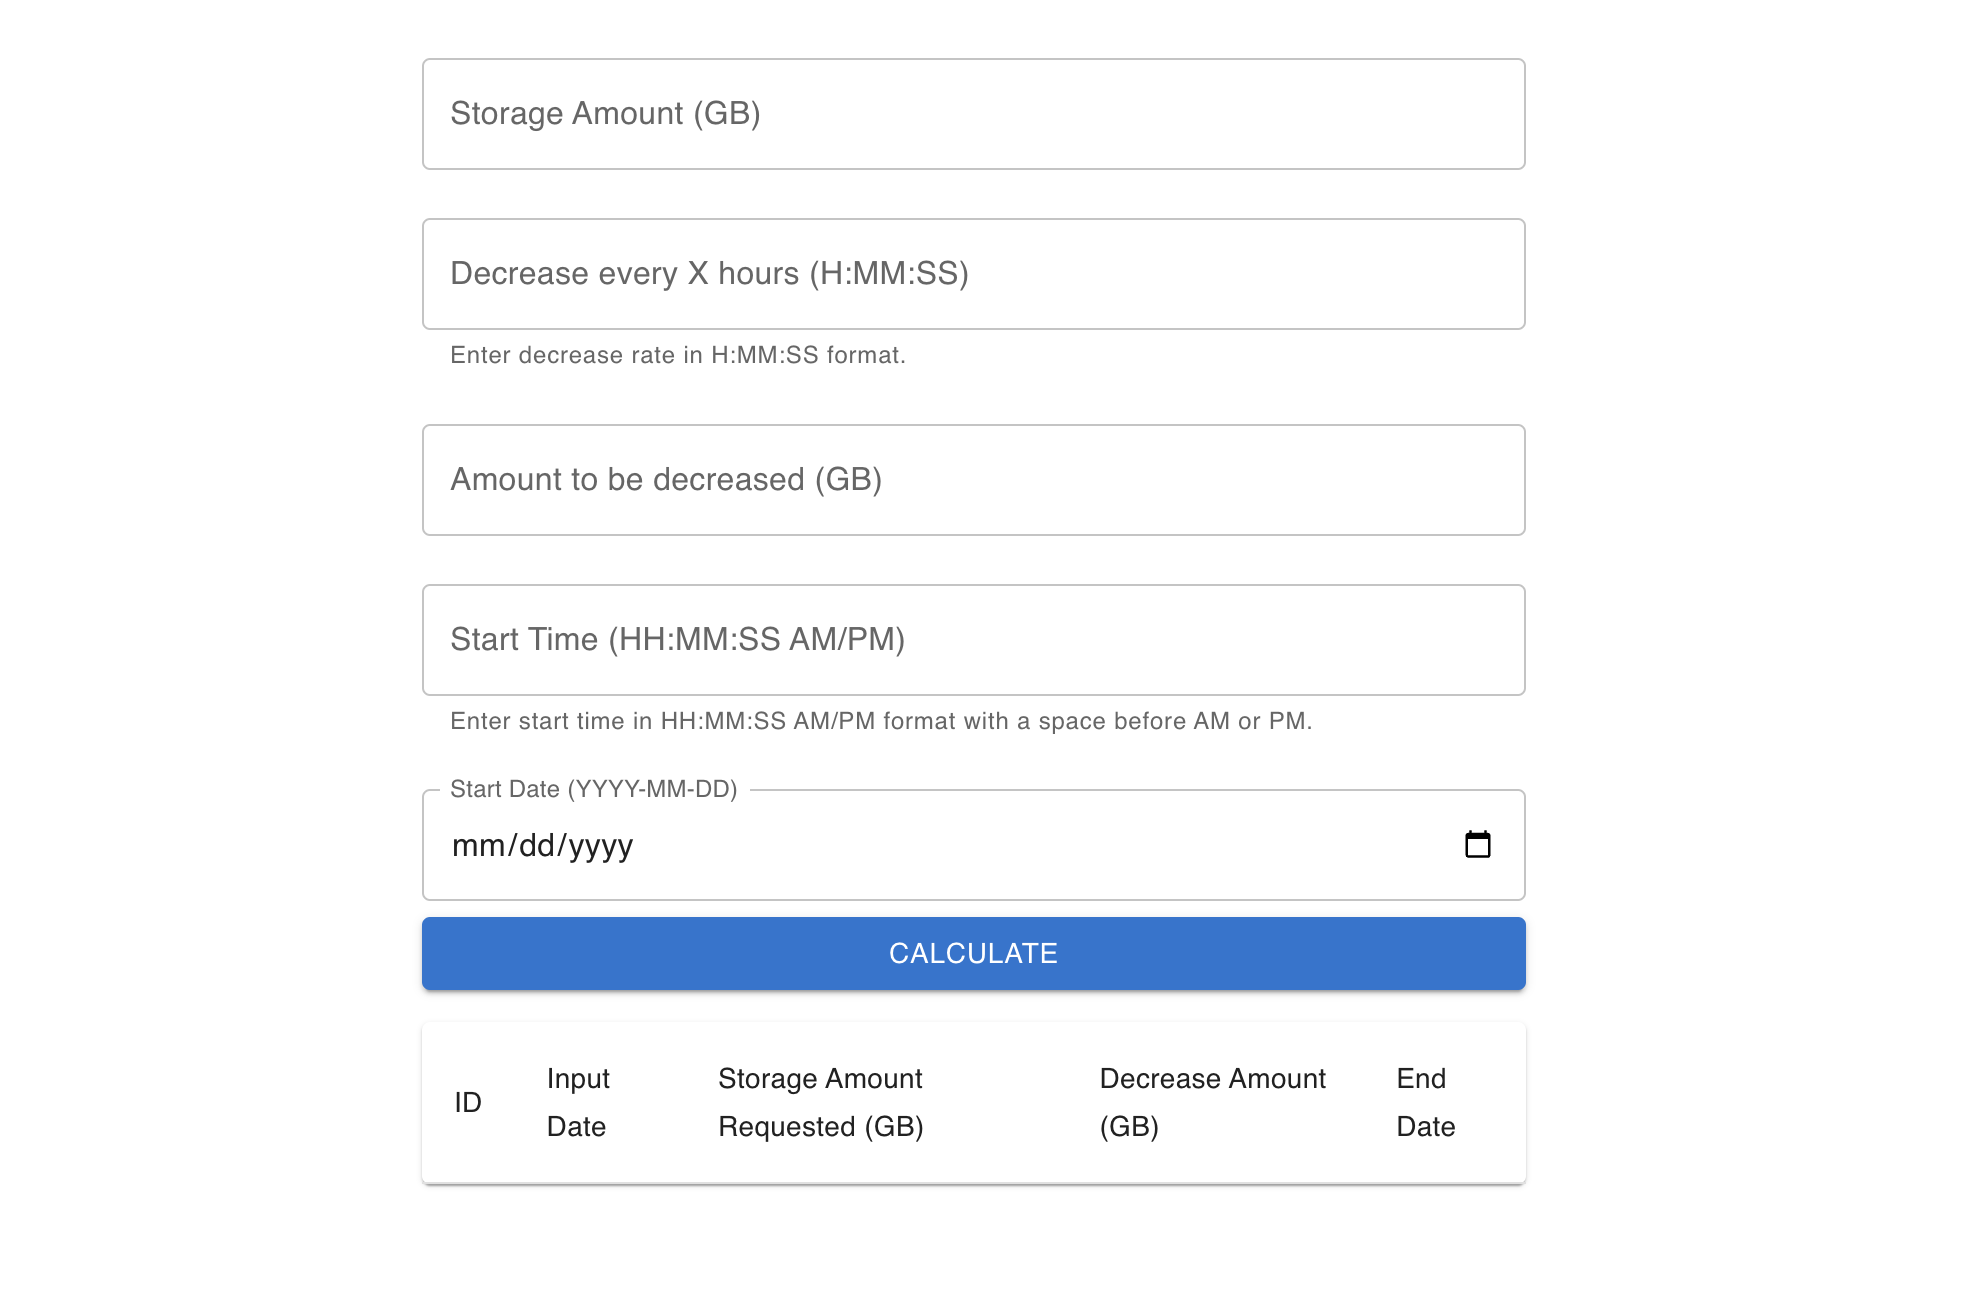 Storage Amount (GB)
Decrease every X hours (H:MM:SS)
Enter decrease rate in H:MM:SS format.
Amount to be decreased (GB)
Start Time (HH:MM:SS AM/PM)
Enter start time in HH:MM:SS AM/PM format with a space before AM or PM.
Start Date (YYYY-MM-DD)
mm/dd/yyyy
CALCULATE
ID
Input
Date
Storage Amount
Requested (GB)
Decrease Amount
(GB)
End
Date